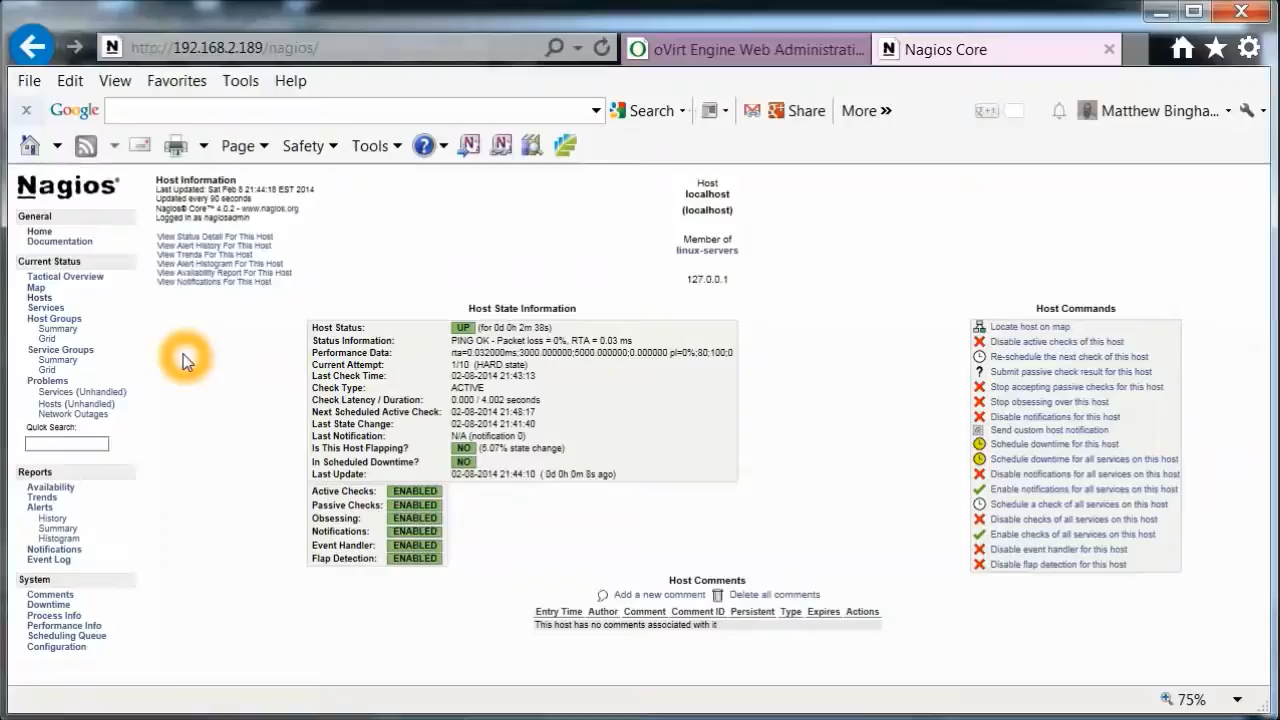 http://192.168.2.189/nagios/
oVirt Engine Web Administrati...
Nagios Core
File Edit View Favorites Tools Help
Google
Search
Share
More »
Matthew Bingha...
Page Safety Tools
Nagios®
General
Home
Documentation
Current Status
Tactical Overview
Map
Hosts
Services
Host Groups
Summary
Grid
Service Groups
Summary
Grid
Problems
Services (Unhandled)
Hosts (Unhandled)
Network Outages
Quick Search:
Reports
Availability
Trends
Alerts
History
Summary
Histogram
Notifications
Event Log
System
Comments
Downtime
Process Info
Performance Info
Scheduling Queue
Configuration
Host Information
Last Updated: Sat Feb 8 21:44:18 EST 2014
Updated every 90 seconds
Nagios® Core™ 4.0.2 - www.nagios.org
Logged in as nagiosadmin
View Status Detail For This Host
View Alert History For This Host
View Trends For This Host
View Alert Histogram For This Host
View Availability Report For This Host
View Notifications For This Host
Host
localhost
(localhost)
Member of
linux-servers
127.0.0.1
Host State Information
Host Status: UP (for 0d 0h 2m 38s)
Status Information: PING OK - Packet loss = 0%, RTA = 0.03 ms
Performance Data: rta=0.032000ms;3000.000000;5000.000000;0.000000 pl=0%;80;100;0
Current Attempt: 1/10 (HARD state)
Last Check Time: 02-08-2014 21:43:13
Check Type: ACTIVE
Check Latency / Duration: 0.000 / 4.002 seconds
Next Scheduled Active Check: 02-08-2014 21:48:17
Last State Change: 02-08-2014 21:41:40
Last Notification: N/A (notification 0)
Is This Host Flapping? NO (6.07% state change)
In Scheduled Downtime? NO
Last Update: 02-08-2014 21:44:10 ( 0d 0h 0m 8s ago)
Active Checks: ENABLED
Passive Checks: ENABLED
Obsessing: ENABLED
Notifications: ENABLED
Event Handler: ENABLED
Flap Detection: ENABLED
Host Commands
Locate host on map
Disable active checks of this host
Re-schedule the next check of this host
Submit passive check result for this host
Stop accepting passive checks for this host
Stop obsessing over this host
Disable notifications for this host
Send custom host notification
Schedule downtime for this host
Schedule downtime for all services on this host
Disable notifications for all services on this host
Enable notifications for all services on this host
Schedule a check of all services on this host
Disable checks of all services on this host
Enable checks of all services on this host
Disable event handler for this host
Disable flap detection for this host
Host Comments
Add a new comment Delete all comments
Entry Time Author Comment Comment ID Persistent Type Expires Actions
This host has no comments associated with it
75%